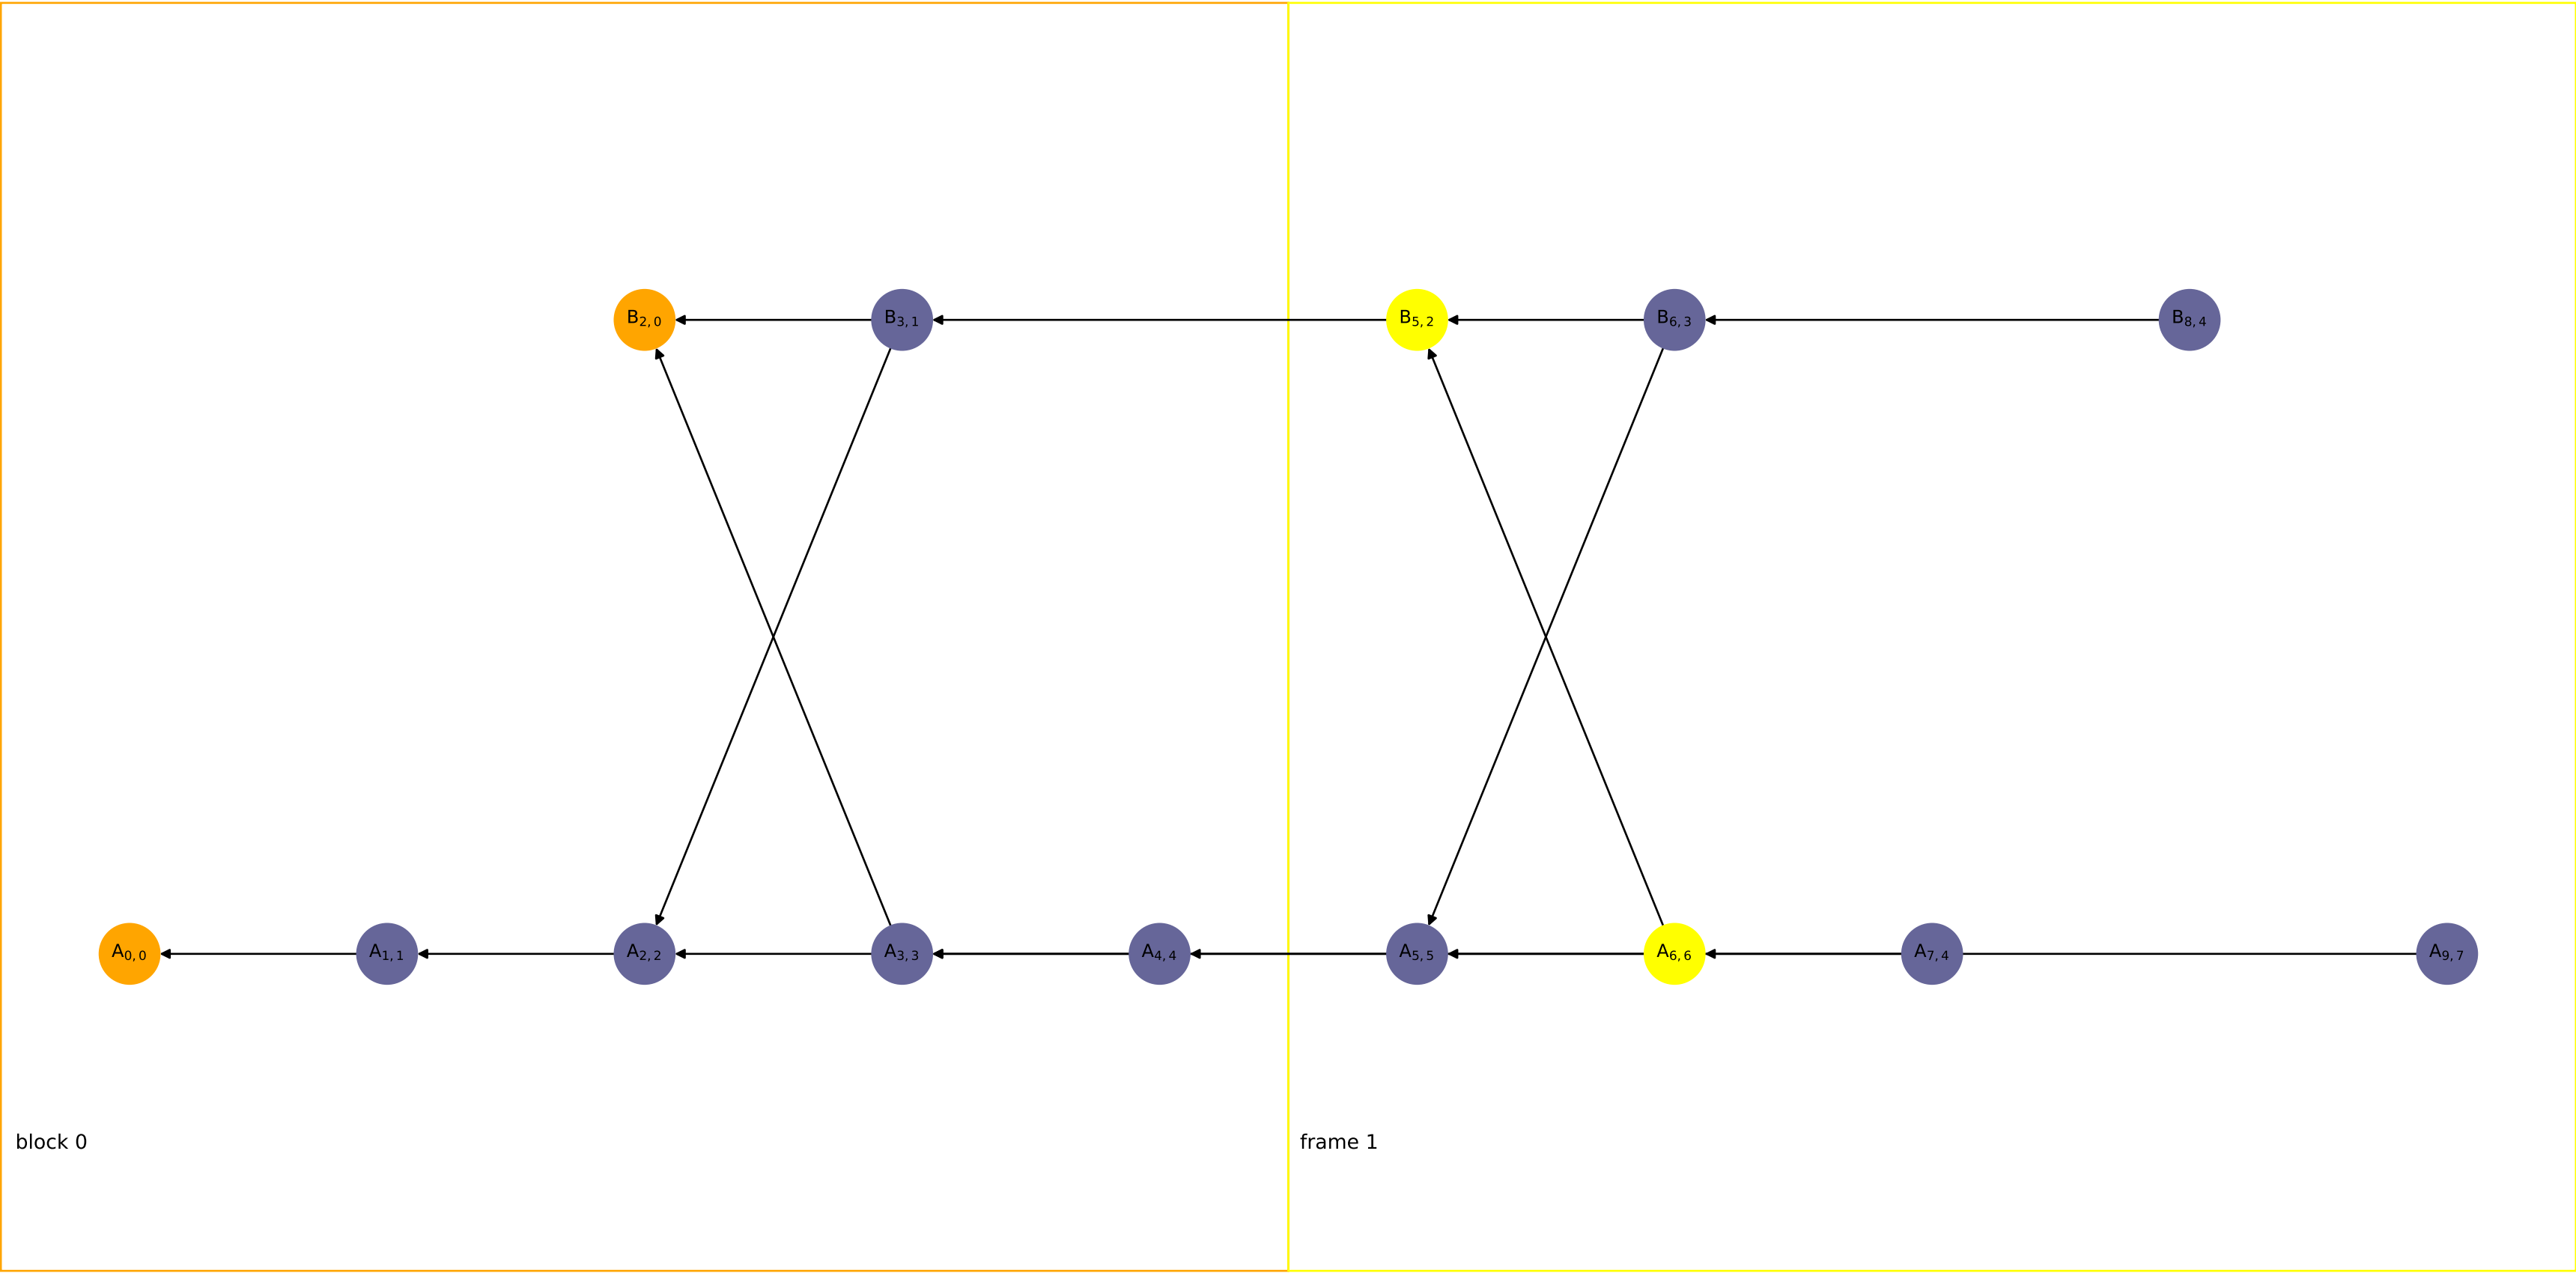 B2,0 B3,1 B5,2 B6,3 B8,4
A0,0 A1,1 A2,2 A3,3 A4,4 A5,5 A6,6 A7,4 A9,7
block 0 frame 1